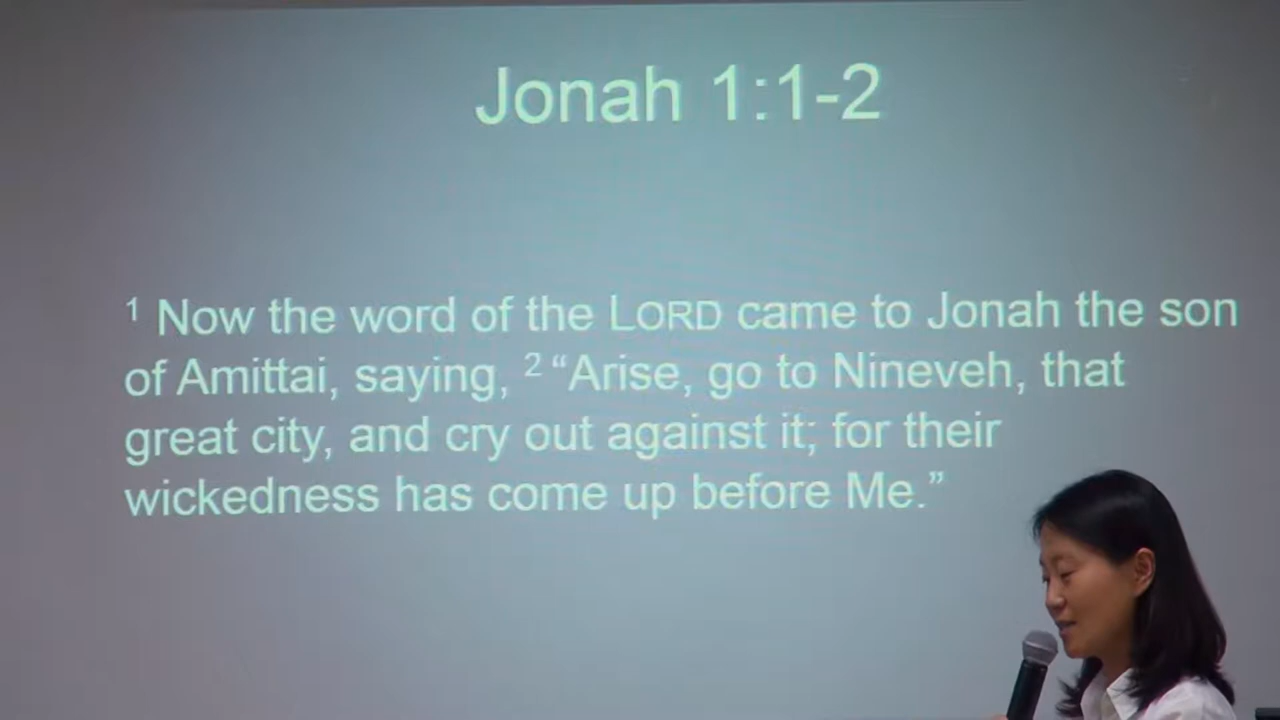 Jonah 1:1-2
1 Now the word of the LORD came to Jonah the son
of Amittai, saying, 2 “Arise, go to Nineveh, that
great city, and cry out against it; for their
wickedness has come up before Me.”